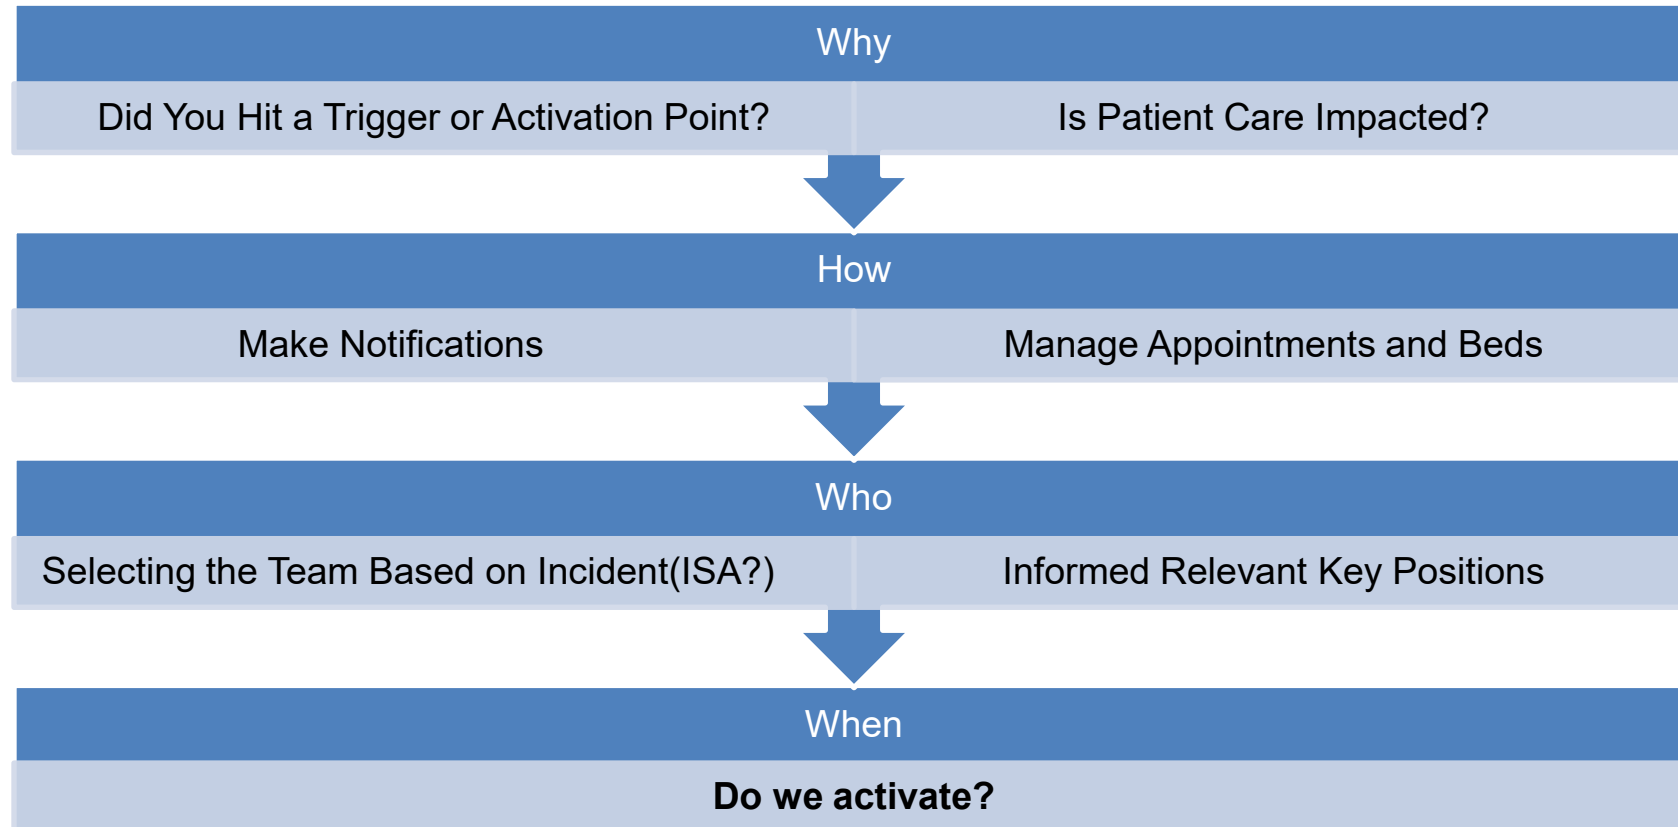 Why
Did You Hit a Trigger or Activation Point?
Is Patient Care Impacted?
How
Make Notifications
Manage Appointments and Beds
Who
Selecting the Team Based on Incident(ISA?)
Informed Relevant Key Positions
When
Do we activate?